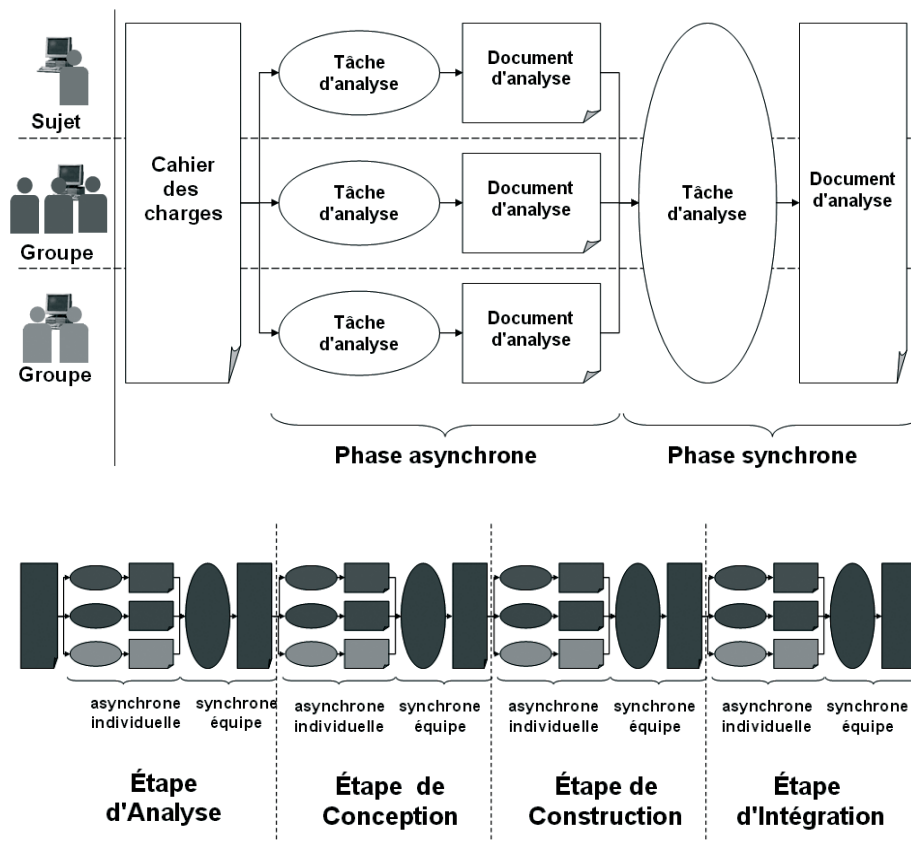 Sujet
Groupe
Groupe
Cahier
des
charges
Tâche
d'analyse
Document
d'analyse
Tâche
d'analyse
Document
d'analyse
Tâche
d'analyse
Document
d'analyse
Tâche
d'analyse
Document
d'analyse
Phase asynchrone
Phase synchrone
asynchrone
individuelle
synchrone
équipe
asynchrone
individuelle
synchrone
équipe
asynchrone
individuelle
synchrone
équipe
asynchrone
individuelle
synchrone
équipe
Étape
d'Analyse
Étape de
Conception
Étape de
Construction
Étape
d'Intégration